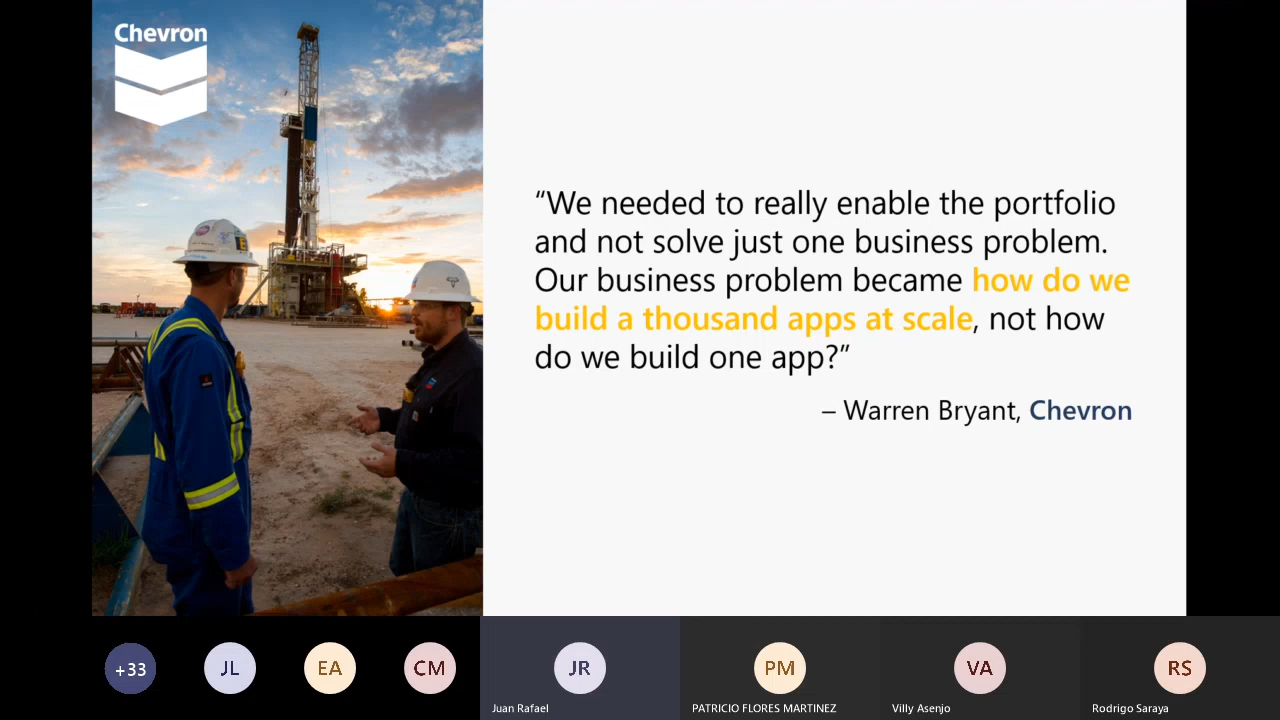 Chevron
“We needed to really enable the portfolio
and not solve just one business problem.
Our business problem became how do we
build a thousand apps at scale, not how
do we build one app?”
– Warren Bryant, Chevron
+33
JL
EA
CM
JR
PM
VA
RS
Juan Rafael
PATRICIO FLORES MARTINEZ
Villy Asenjo
Rodrigo Saraya